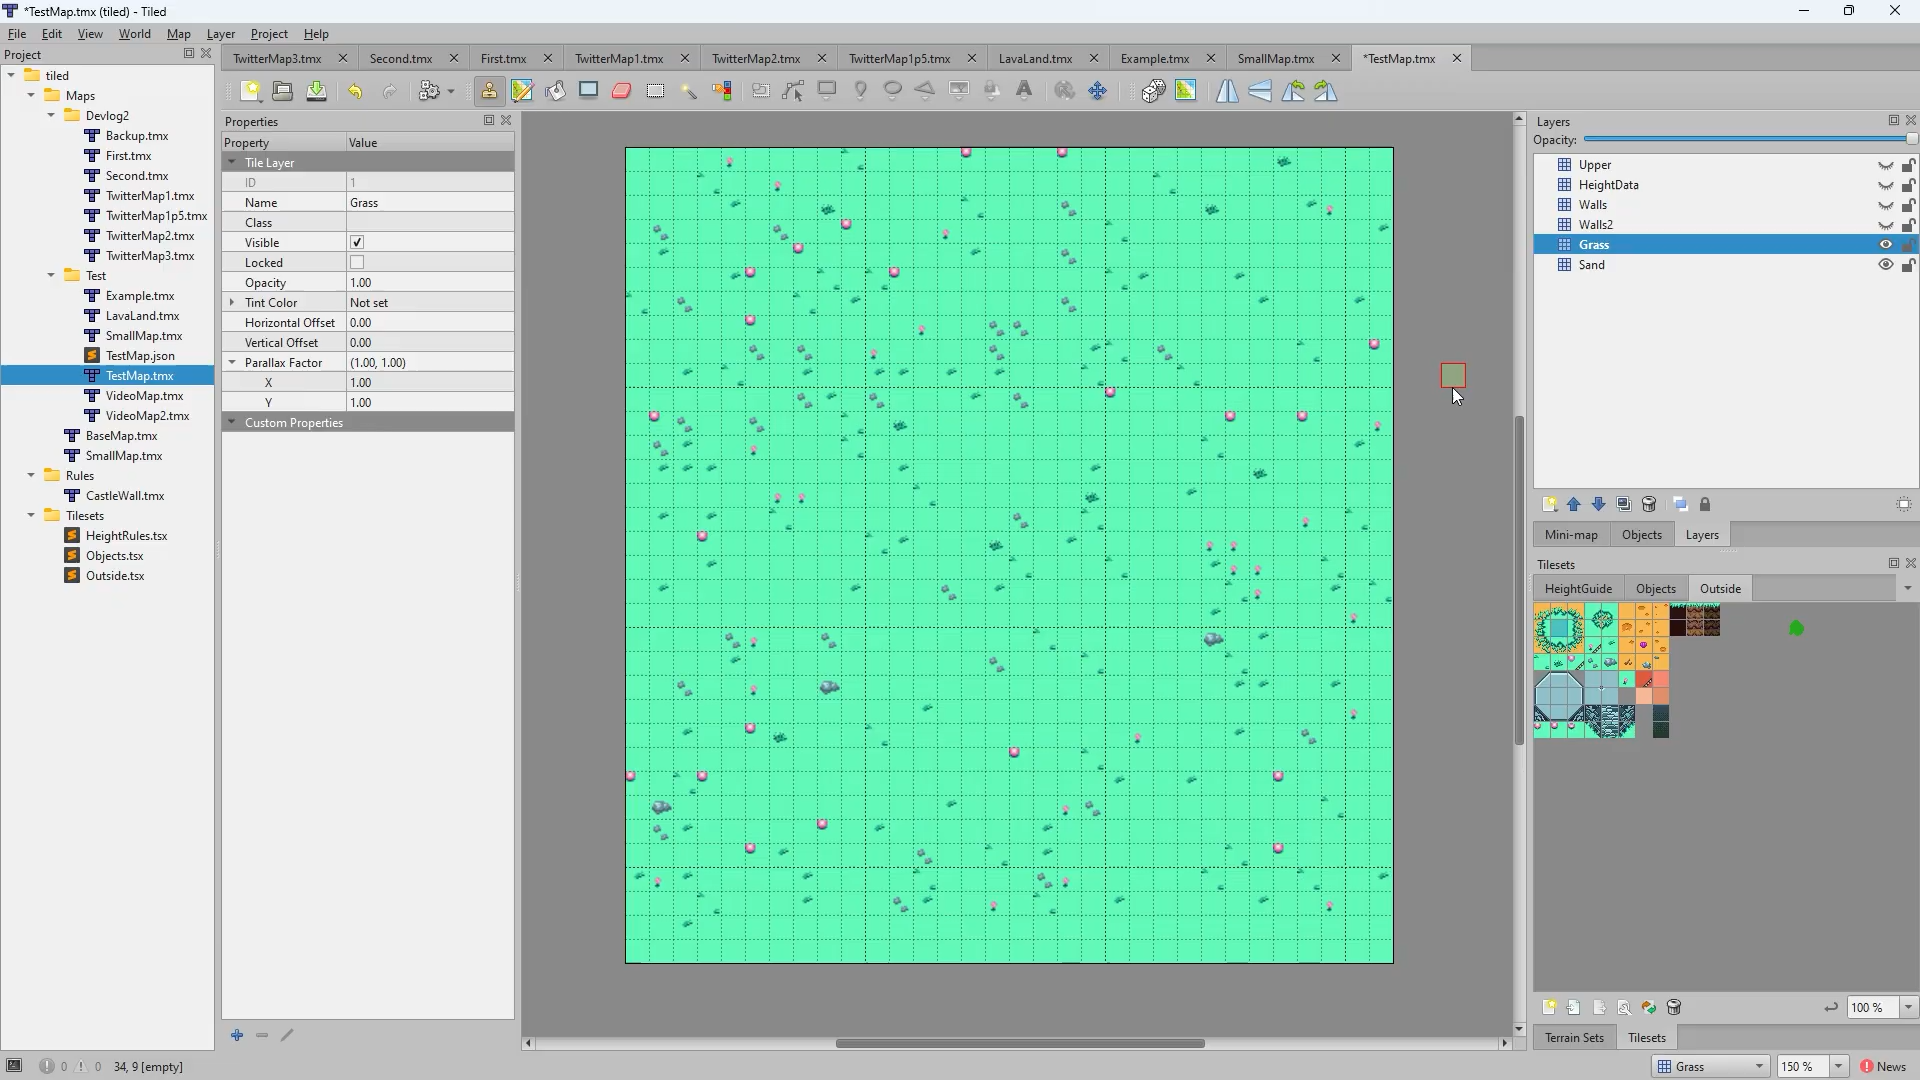 *TestMap.tmx (tiled) - Tiled
File Edit View World Map Layer Project Help
Project
TwitterMap3.tmx Second.tmx First.tmx TwitterMap1.tmx TwitterMap2.tmx TwitterMap1p5.tmx LavaLand.tmx Example.tmx SmallMap.tmx *TestMap.tmx
tiled
Maps
Devlog2
Backup.tmx
First.tmx
Second.tmx
TwitterMap1.tmx
TwitterMap1p5.tmx
TwitterMap2.tmx
TwitterMap3.tmx
Test
Example.tmx
LavaLand.tmx
SmallMap.tmx
TestMap.json
TestMap.tmx
VideoMap.tmx
VideoMap2.tmx
BaseMap.tmx
SmallMap.tmx
Rules
CastleWall.tmx
Tilesets
HeightRules.tsx
Objects.tsx
Outside.tsx
Properties
Property Value
Tile Layer
ID 1
Name Grass
Class
Visible
Locked
Opacity 1.00
Tint Color Not set
Horizontal Offset 0.00
Vertical Offset 0.00
Parallax Factor (1.00, 1.00)
X 1.00
Y 1.00
Custom Properties
Layers
Opacity:
Upper
HeightData
Walls
Walls2
Grass
Sand
Mini-map Objects Layers
Tilesets
HeightGuide Objects Outside
100 %
Terrain Sets Tilesets
0 0 34, 9 [empty] Grass 150 % News